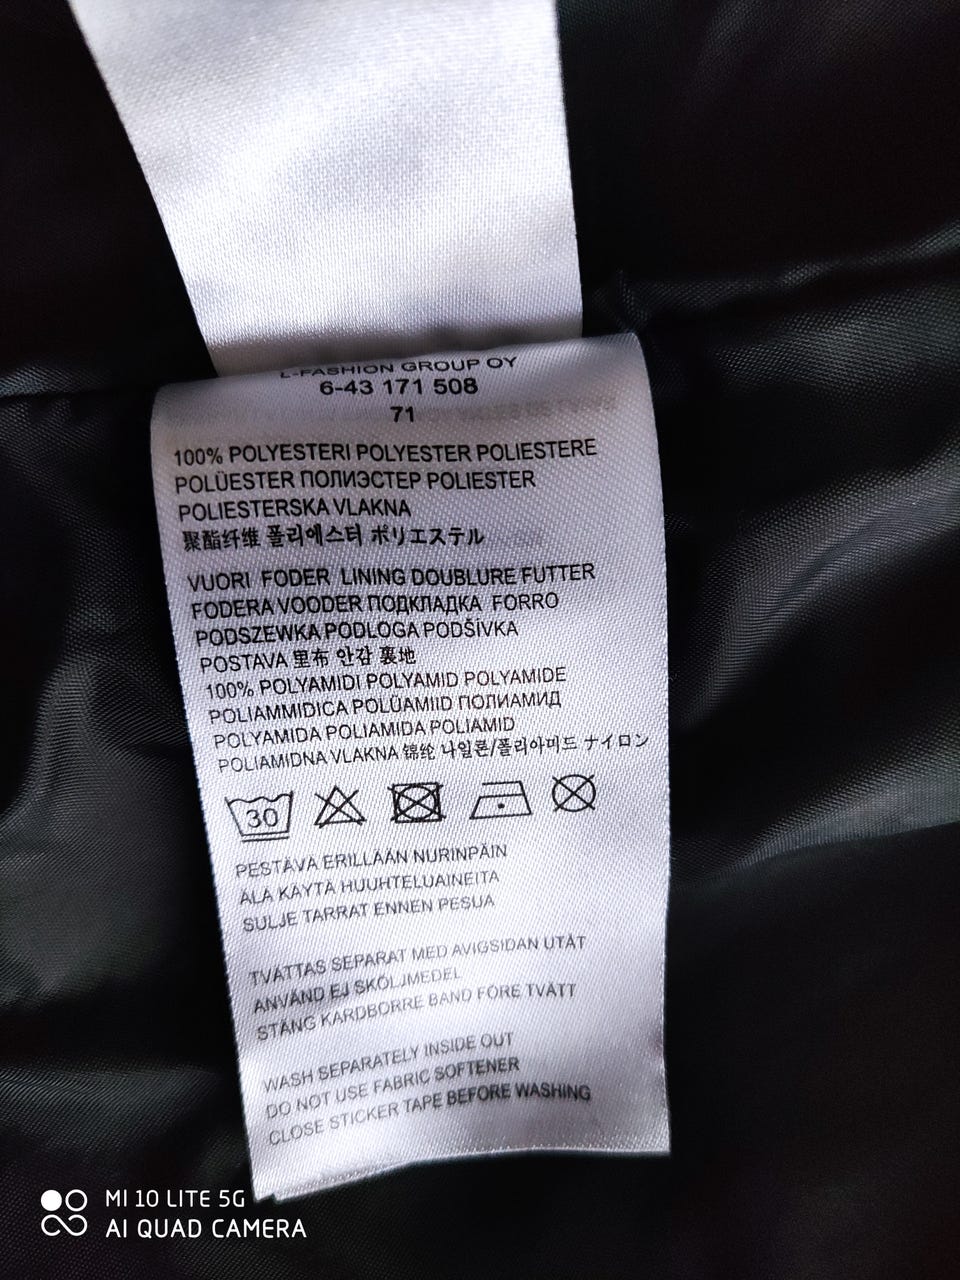 L-FASHION GROUP OY
6-43 171 508
71
100% POLYESTERI POLYESTER POLIESTERE
POLÜESTER ПОЛИЭСТЕР POLIESTER
POLIESTERSKA VLAKNA
聚酯纤维 폴리에스터 ポリエステル
VUORI FODER LINING DOUBLURE FUTTER
FODERA VOODER ПОДКЛАДКА FORRO
PODSZEWKA PODLOGA PODŠÍVKA
POSTAVA 里布 안감 裏地
100% POLYAMIDI POLYAMID POLYAMIDE
POLIAMMIDICA POLÜAMIID ПОЛИАМИД
POLYAMIDA POLIAMIDA POLIAMID
POLIAMIDNA VLAKNA 锦纶 나일론/폴리아미드 ナイロン
30
PESTÄVÄ ERILLÄÄN NURINPÄIN
ÄLÄ KÄYTÄ HUUHTELUAINEITA
SULJE TARRAT ENNEN PESUA
TVÄTTAS SEPARAT MED AVIGSIDAN UTÅT
ANVÄND EJ SKÖLJMEDEL
STÄNG KARDBORRE BAND FÖRE TVÄTT
WASH SEPARATELY INSIDE OUT
DO NOT USE FABRIC SOFTENER
CLOSE STICKER TAPE BEFORE WASHING
MI 10 LITE 5G
AI QUAD CAMERA